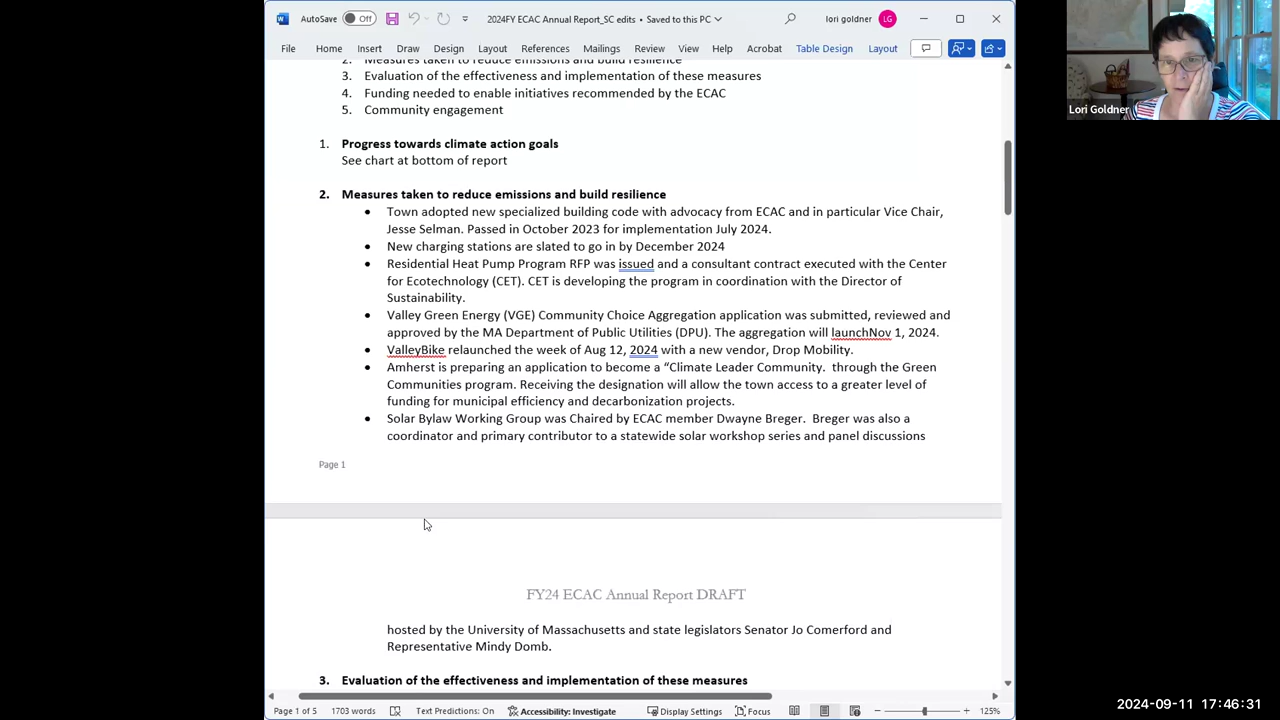 AutoSave Off 2024FY ECAC Annual Report_SC edits • Saved to this PC lori goldner LG
File Home Insert Draw Design Layout References Mailings Review View Help Acrobat Table Design Layout
2. Measures taken to reduce emissions and build resilience
3. Evaluation of the effectiveness and implementation of these measures
4. Funding needed to enable initiatives recommended by the ECAC
5. Community engagement
1. Progress towards climate action goals
See chart at bottom of report
2. Measures taken to reduce emissions and build resilience
• Town adopted new specialized building code with advocacy from ECAC and in particular Vice Chair,
Jesse Selman. Passed in October 2023 for implementation July 2024.
• New charging stations are slated to go in by December 2024
• Residential Heat Pump Program RFP was issued and a consultant contract executed with the Center
for Ecotechnology (CET). CET is developing the program in coordination with the Director of
Sustainability.
• Valley Green Energy (VGE) Community Choice Aggregation application was submitted, reviewed and
approved by the MA Department of Public Utilities (DPU). The aggregation will launchNov 1, 2024.
• ValleyBike relaunched the week of Aug 12, 2024 with a new vendor, Drop Mobility.
• Amherst is preparing an application to become a “Climate Leader Community.  through the Green
Communities program. Receiving the designation will allow the town access to a greater level of
funding for municipal efficiency and decarbonization projects.
• Solar Bylaw Working Group was Chaired by ECAC member Dwayne Breger.  Breger was also a
coordinator and primary contributor to a statewide solar workshop series and panel discussions
Page 1
FY24 ECAC Annual Report DRAFT
hosted by the University of Massachusetts and state legislators Senator Jo Comerford and
Representative Mindy Domb.
3. Evaluation of the effectiveness and implementation of these measures
Page 1 of 5 1703 words Text Predictions: On Accessibility: Investigate Display Settings Focus 125%
Lori Goldner
2024-09-11 17:46:31